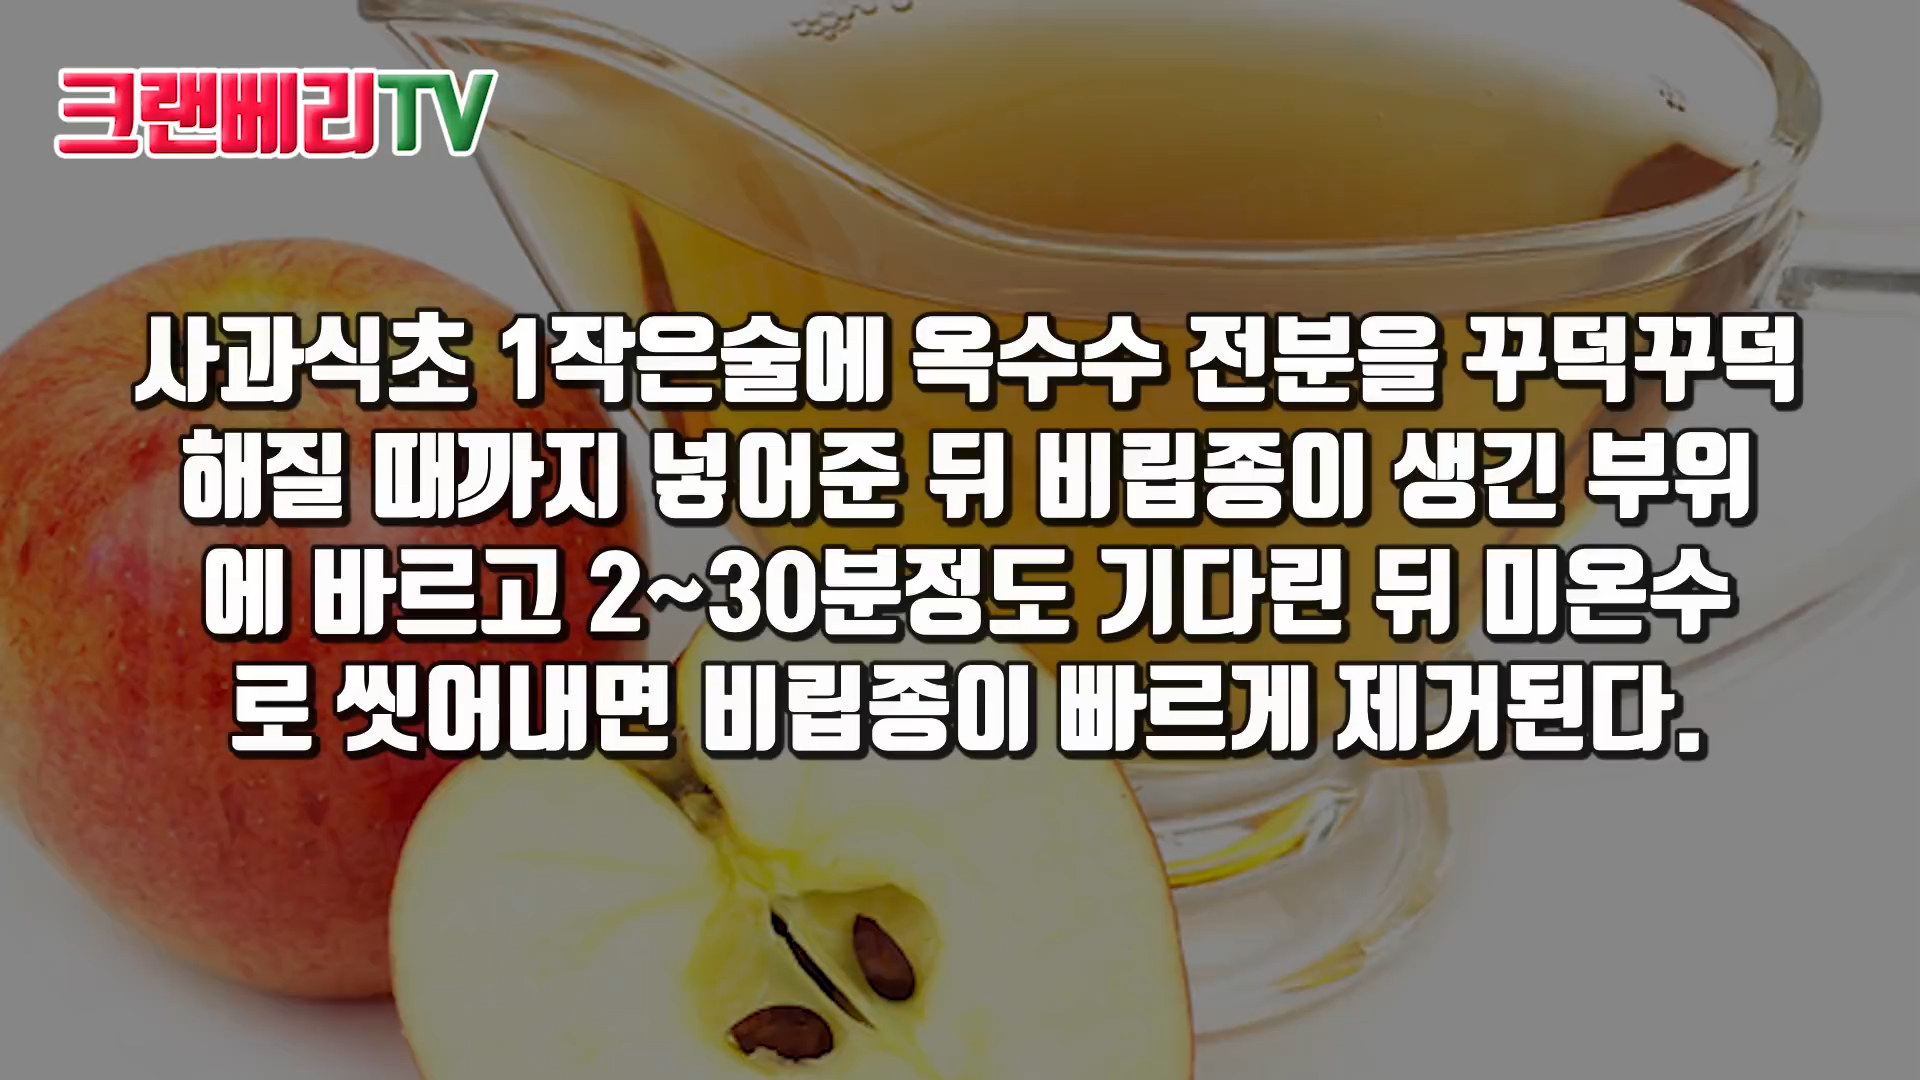 크랜베리TV
사과식초 1작은술에 옥수수 전분을 꾸덕꾸덕
해질 때까지 넣어준 뒤 비립종이 생긴 부위
에 바르고 2~30분정도 기다린 뒤 미온수
로 씻어내면 비립종이 빠르게 제거된다.